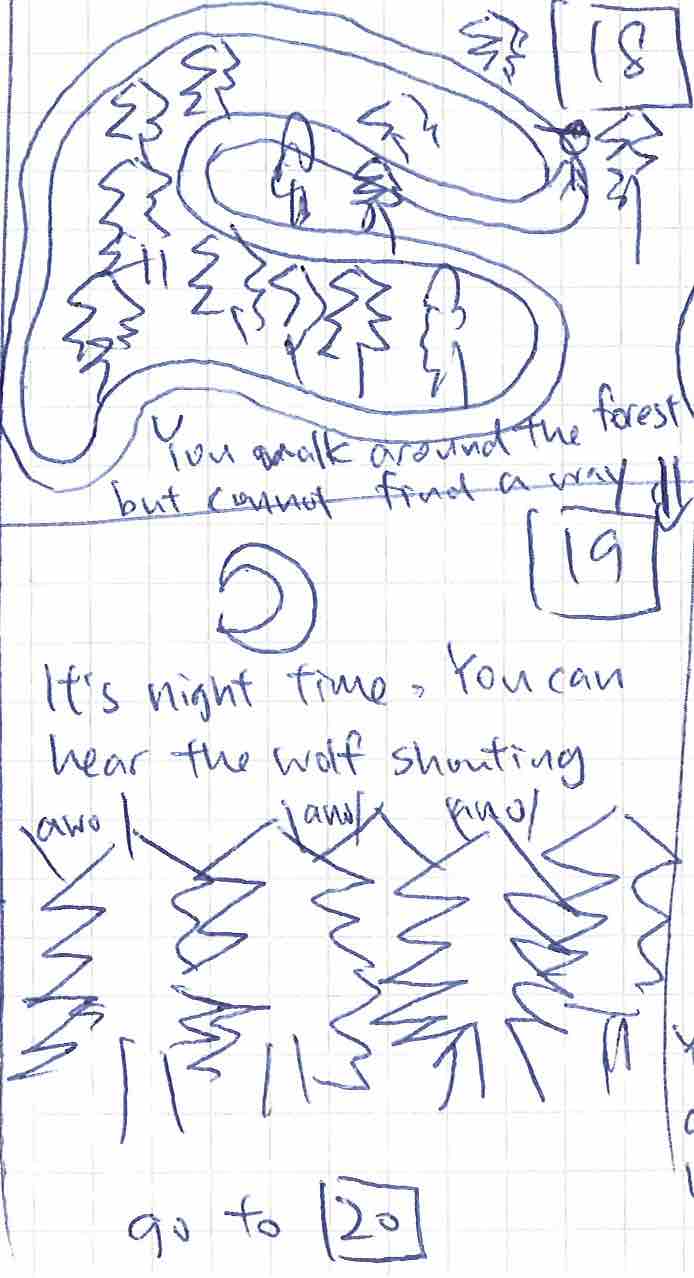 18
You walk around the forest
but cannot find a way
19
It's night time. You can
hear the wolf shouting
awo awo awo
go to 20